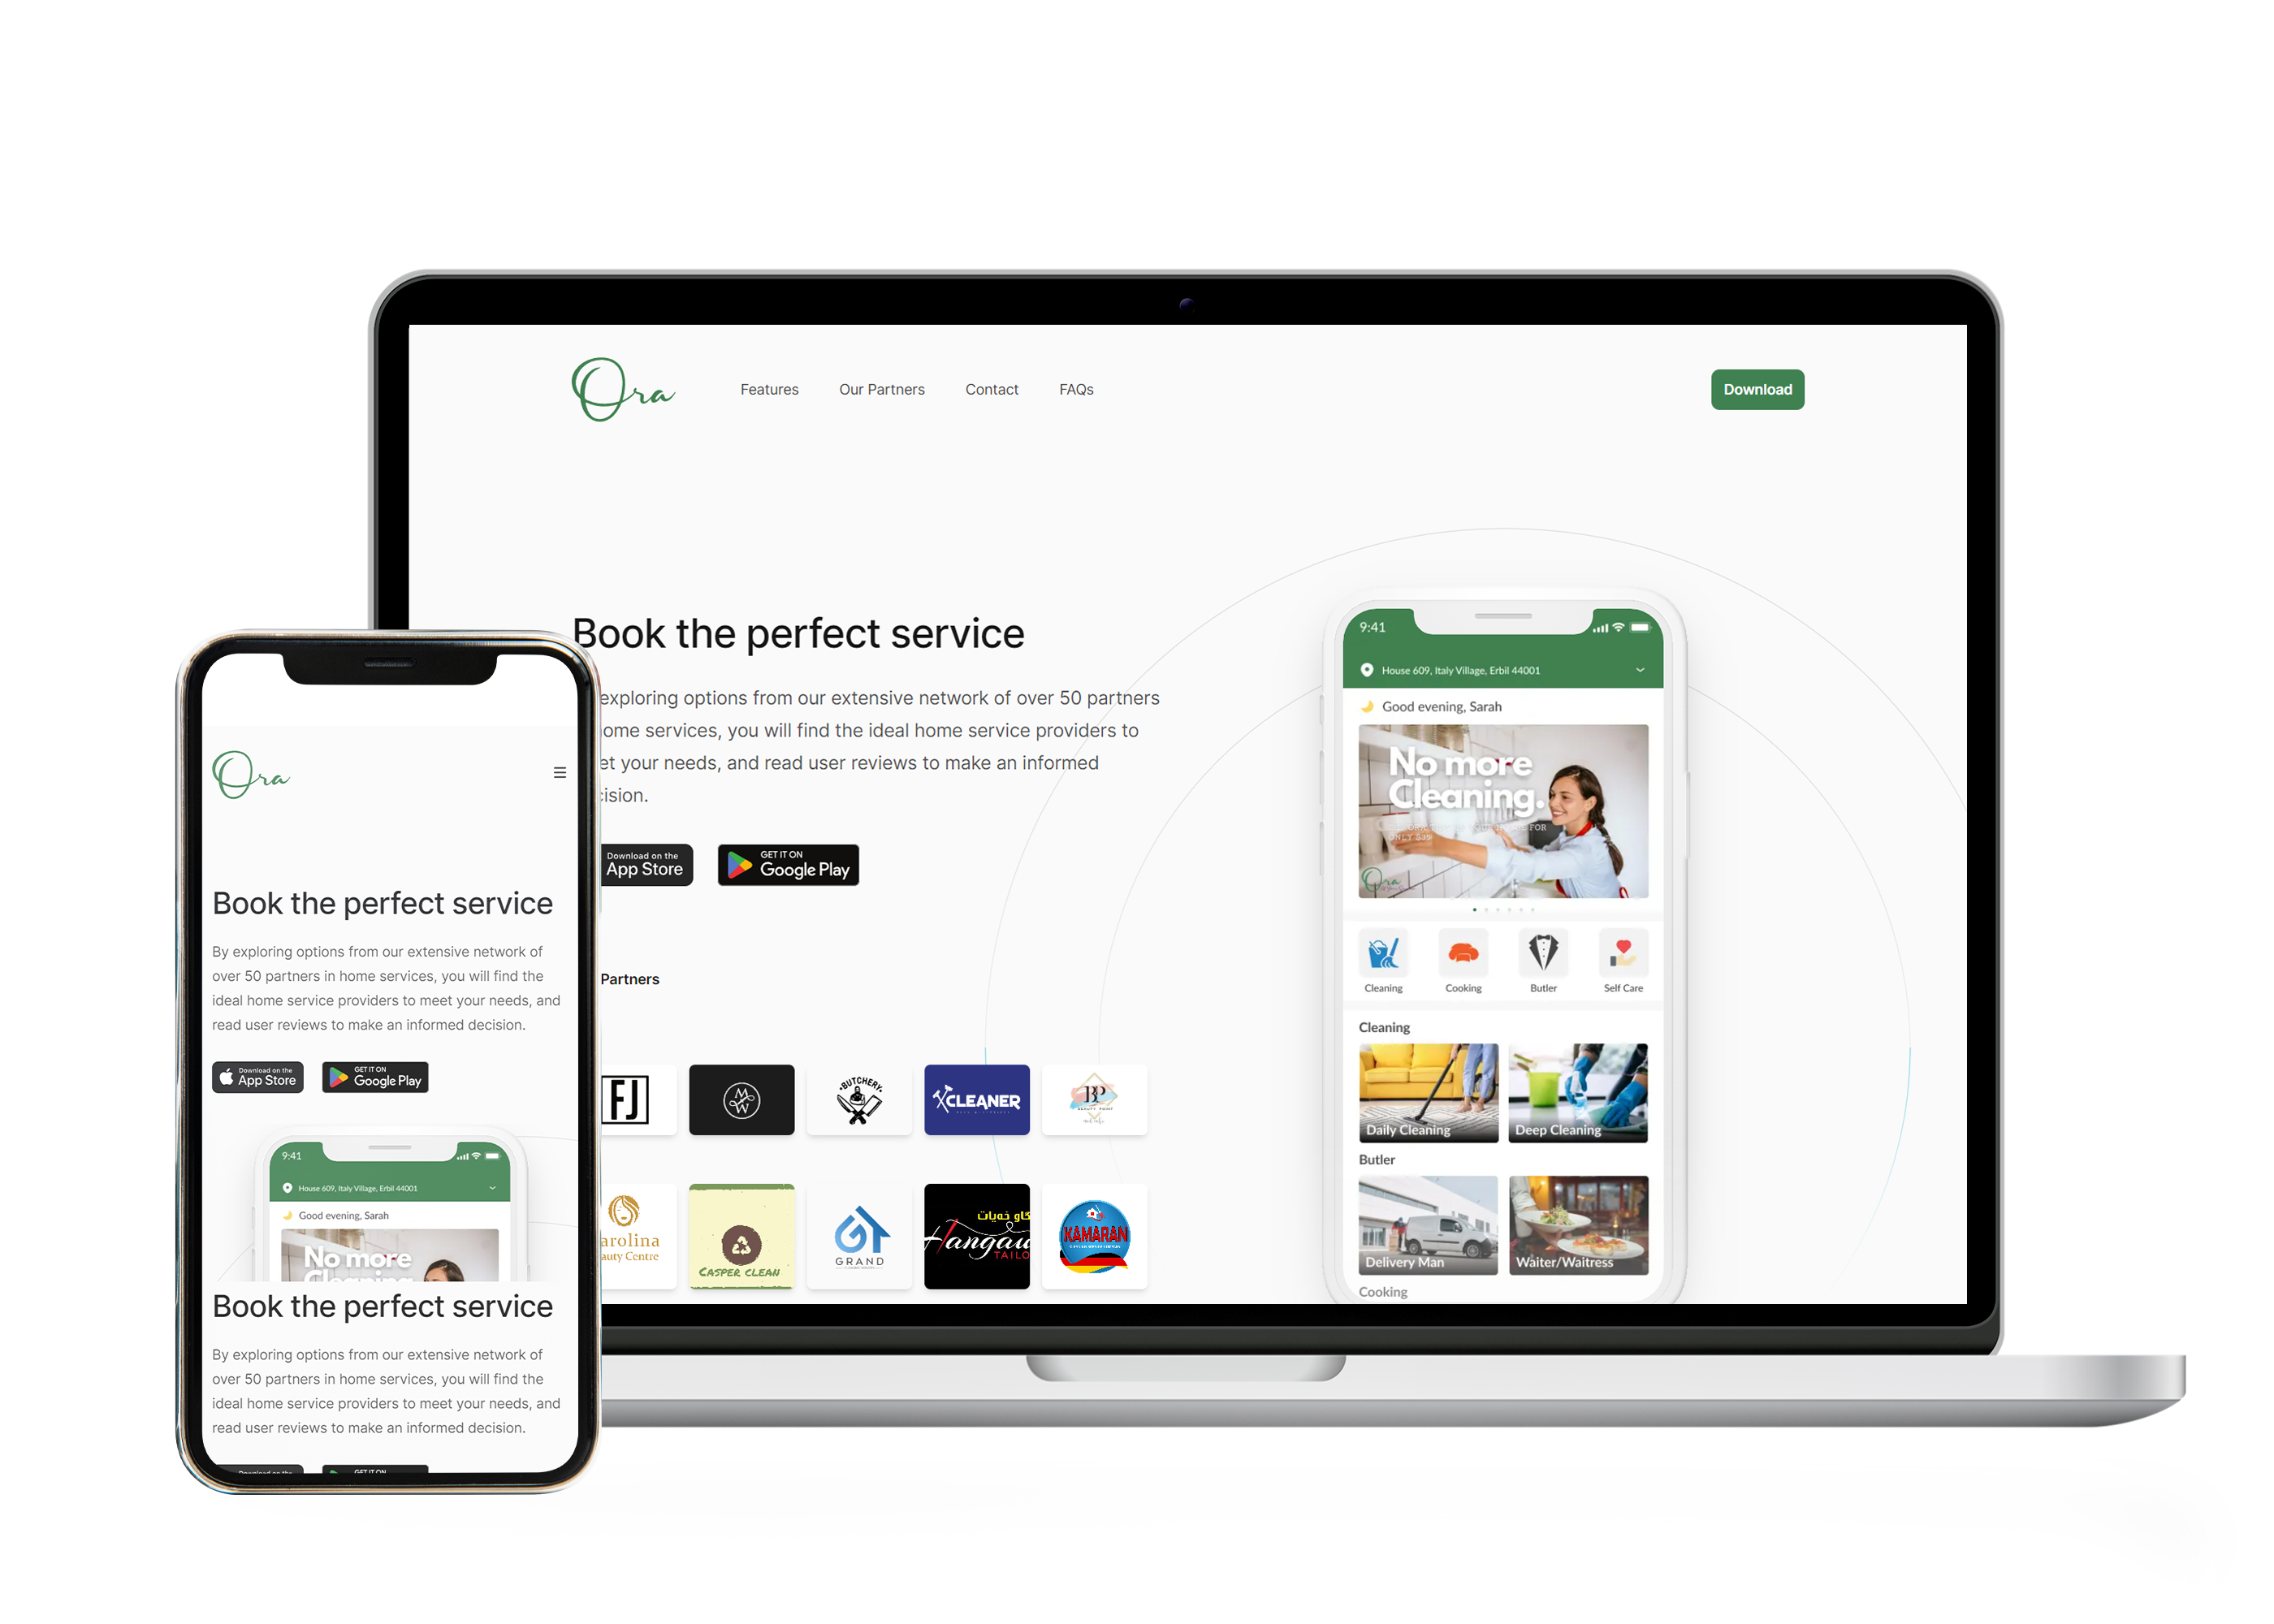 Ora
Features
Our Partners
Contact
FAQs
Download
Book the perfect service
exploring options from our extensive network of over 50 partners
ome services, you will find the ideal home service providers to
et your needs, and read user reviews to make an informed
cision.
Download on the
App Store
GET IT ON
Google Play
Partners
FJ
MW
BUTCHERY
XCLEANER
BP
BEAUTY POINT
arolina
auty Centre
CASPER CLEAN
GRAND
گاو خەیات
Hangaw
TAILO
KAMARAN
9:41
House 609, Italy Village, Erbil 44001
Good evening, Sarah
No more
Cleaning.
Ora
Cleaning
Cooking
Butler
Self Care
Cleaning
Daily Cleaning
Deep Cleaning
Butler
Delivery Man
Waiter/Waitress
Cooking
Ora
Book the perfect service
By exploring options from our extensive network of
over 50 partners in home services, you will find the
ideal home service providers to meet your needs, and
read user reviews to make an informed decision.
Download on the
App Store
GET IT ON
Google Play
9:41
House 609, Italy Village, Erbil 44001
Good evening, Sarah
No more
Cleaning
Book the perfect service
By exploring options from our extensive network of
over 50 partners in home services, you will find the
ideal home service providers to meet your needs, and
read user reviews to make an informed decision.
Download on the
GET IT ON